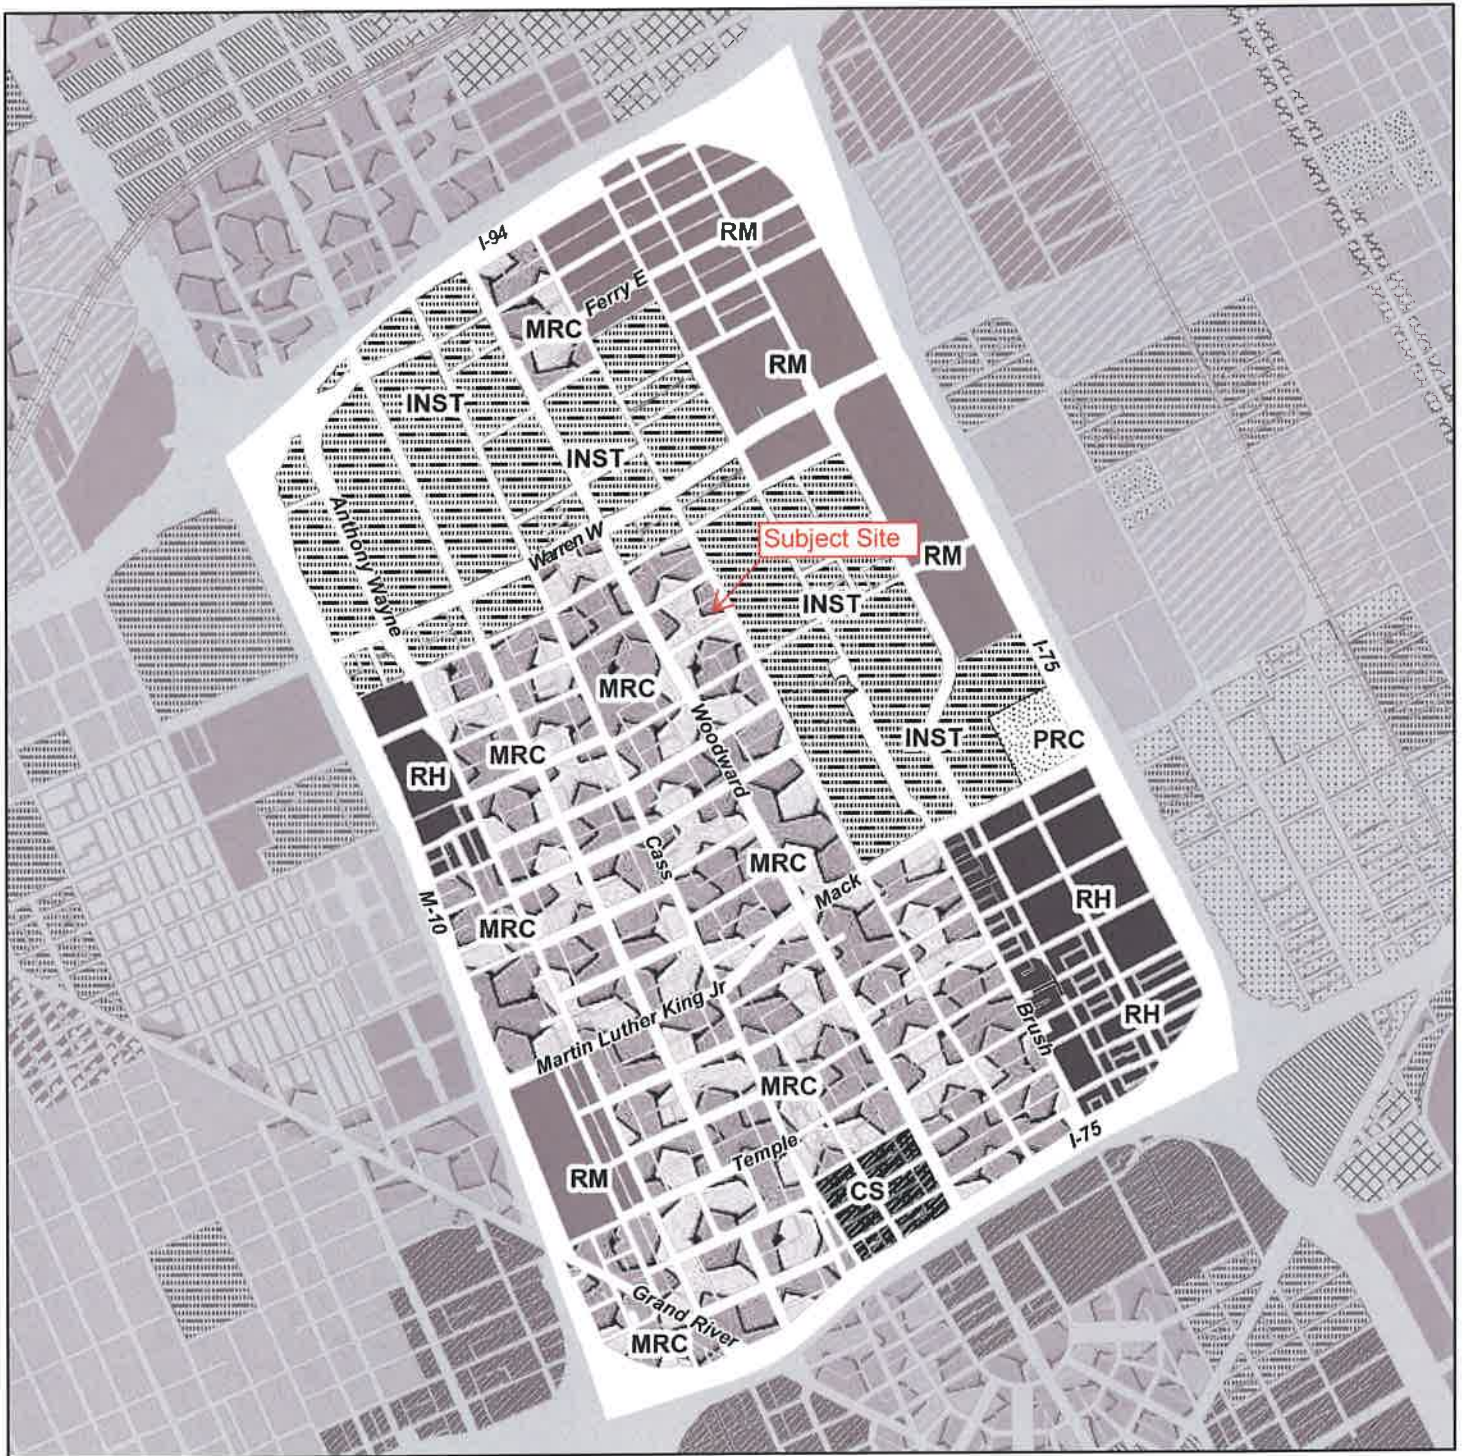 RM
I-94
Ferry E
MRC
RM
INST
INST
Anthony Wayne
Warren W
Subject Site
RM
INST
I-75
MRC
Woodward
INST
PRC
MRC
RH
Cass
MRC
Mack
RH
M-10
MRC
Martin Luther King Jr
Brush
RH
MRC
I-75
Temple
RM
CS
Grand River
MRC